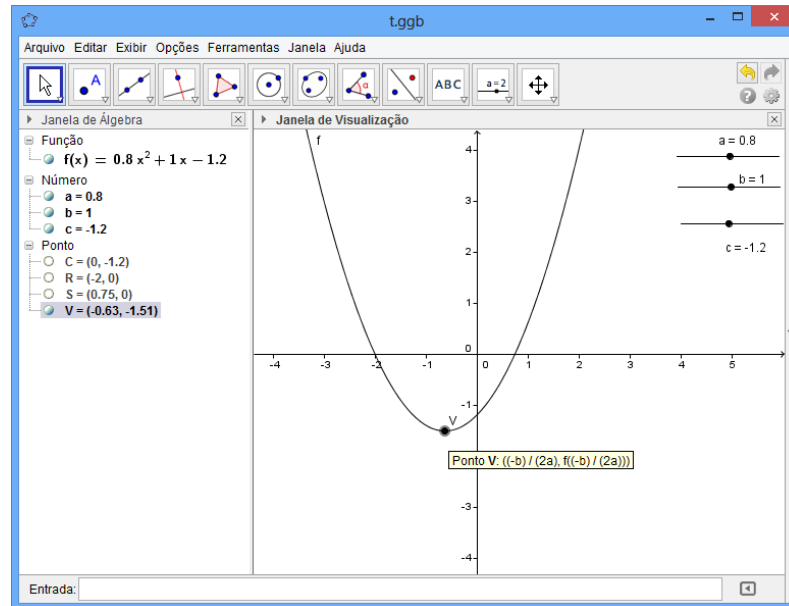 t.ggb
Arquivo Editar Exibir Opções Ferramentas Janela Ajuda
A
α
ABC
a=2
Janela de Álgebra
Função
f(x) = 0.8 x² + 1 x − 1.2
Número
a = 0.8
b = 1
c = -1.2
Ponto
C = (0, -1.2)
R = (-2, 0)
S = (0.75, 0)
V = (-0.63, -1.51)
Janela de Visualização
f
a = 0.8
b = 1
c = -1.2
4
3
2
1
0
-1
-3
-4
-4 -3 -2 -1 0 1 2 3 4 5
V
Ponto V: ((-b) / (2a), f((-b) / (2a)))
Entrada: